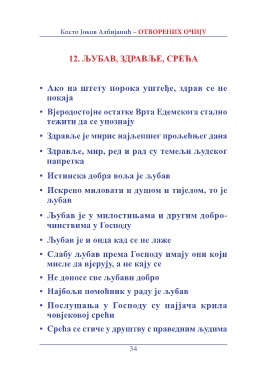 Косто Јоков Албијанић – ОТВОРЕНИХ ОЧИЈУ
12. ЉУБАВ, ЗДРАВЉЕ, СРЕЋА
• Ако на штету порока уштеђе, здрав се не
покаја
• Вјеродостојне остатке Врта Едемскога стално
тежити да се упознају
• Здравље је мирис најљепшег прољећњег дана
• Здравље, мир, ред и рад су темељи људског
напретка
• Истинска добра воља је љубав
• Искрено миловати и душом и тијелом, то је
љубав
• Љубав је у милостињама и другим добро-
чинствима у Господу
• Љубав је и онда кад се не лаже
• Слабу љубав према Господу имају они који
мисле да вјерују, а не кају се
• Не доносе све љубави добро
• Најбољи помоћник у раду је љубав
• Послушања у Господу су најјача крила
човјековој срећи
• Срећа се стиче у друштву с праведним људима
34